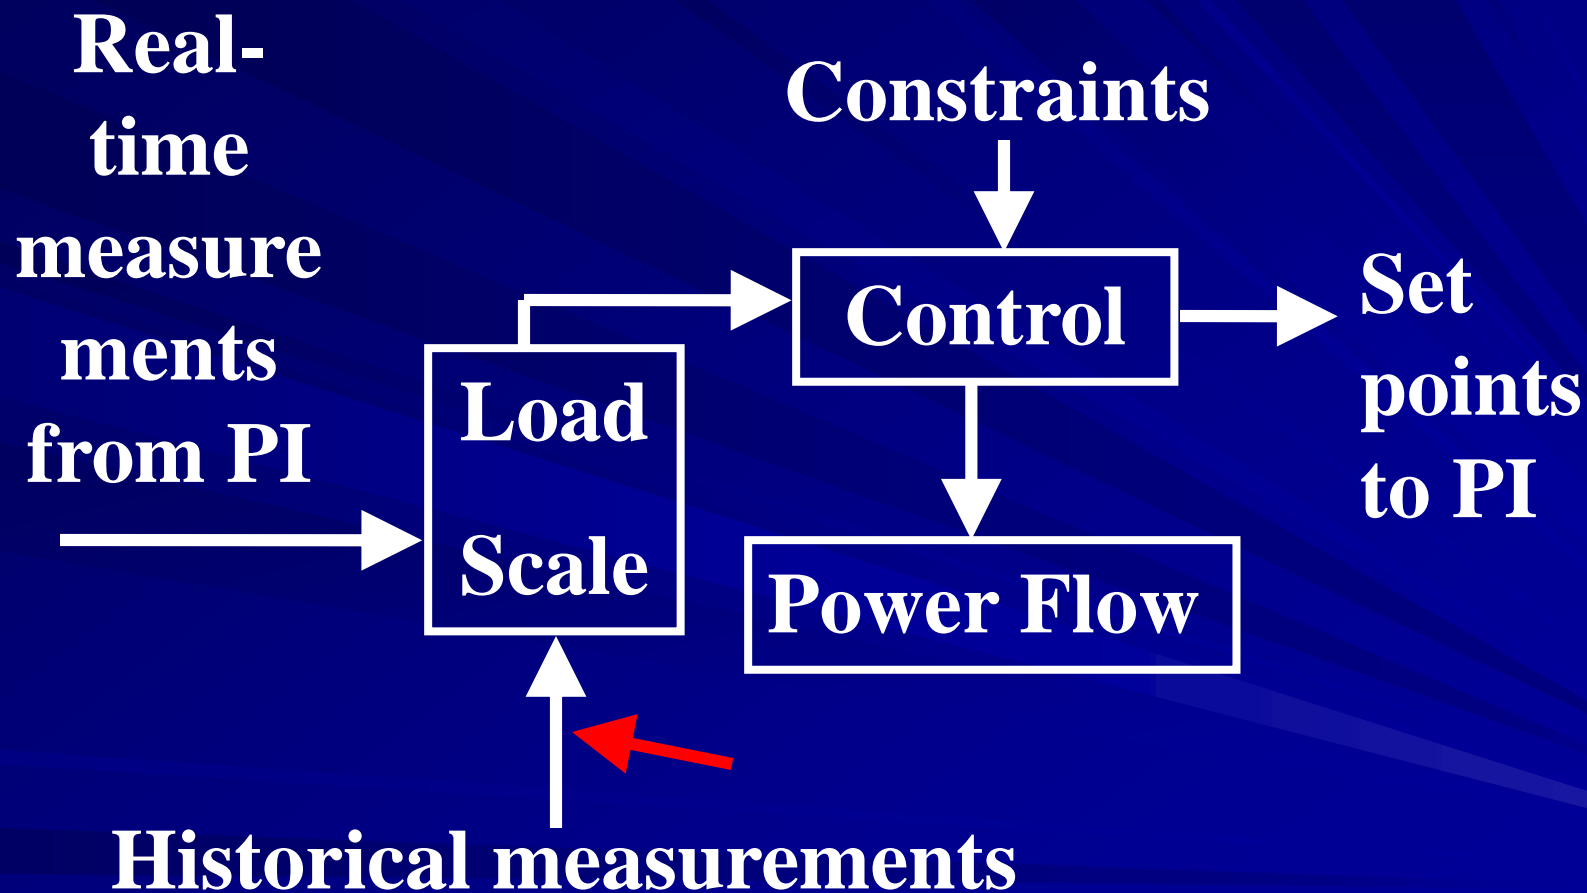 Real-
time
measure
ments
from PI
Constraints
Control
Set
points
to PI
Load
Scale
Power Flow
Historical measurements